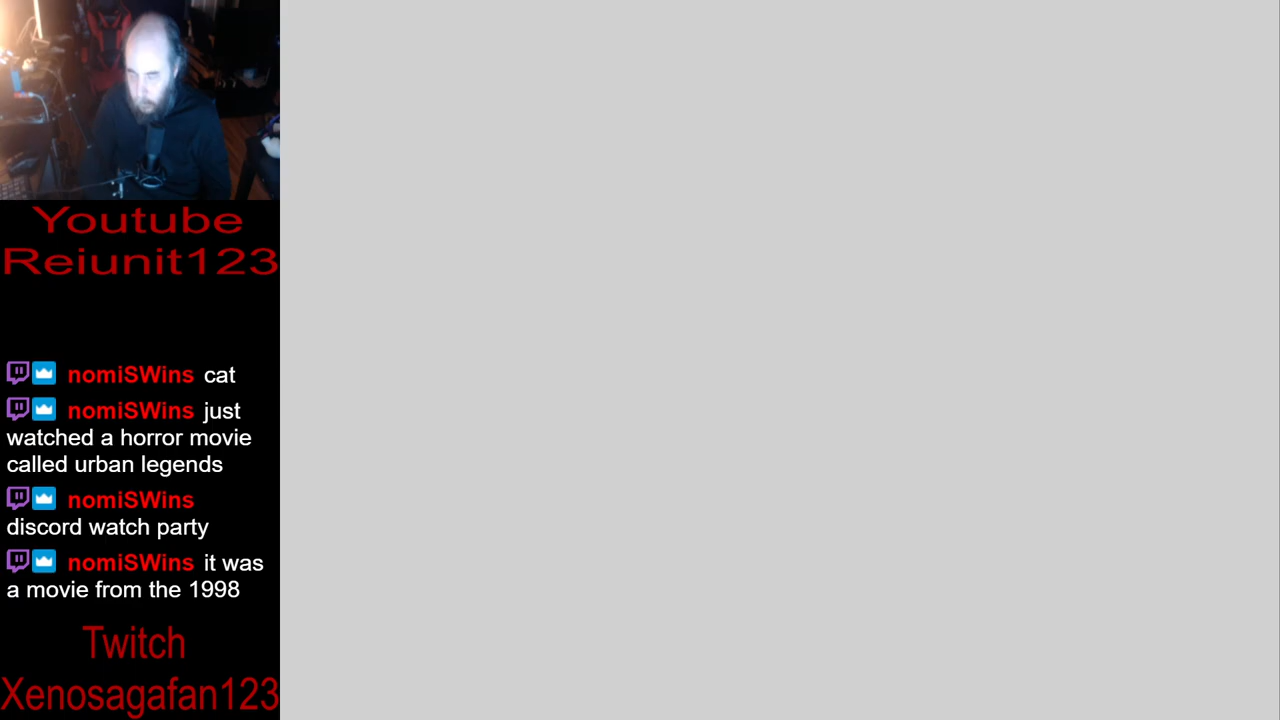 Youtube
Reiunit123
nomiSWins cat
nomiSWins just
watched a horror movie
called urban legends
nomiSWins
discord watch party
nomiSWins it was
a movie from the 1998
Twitch
Xenosagafan123